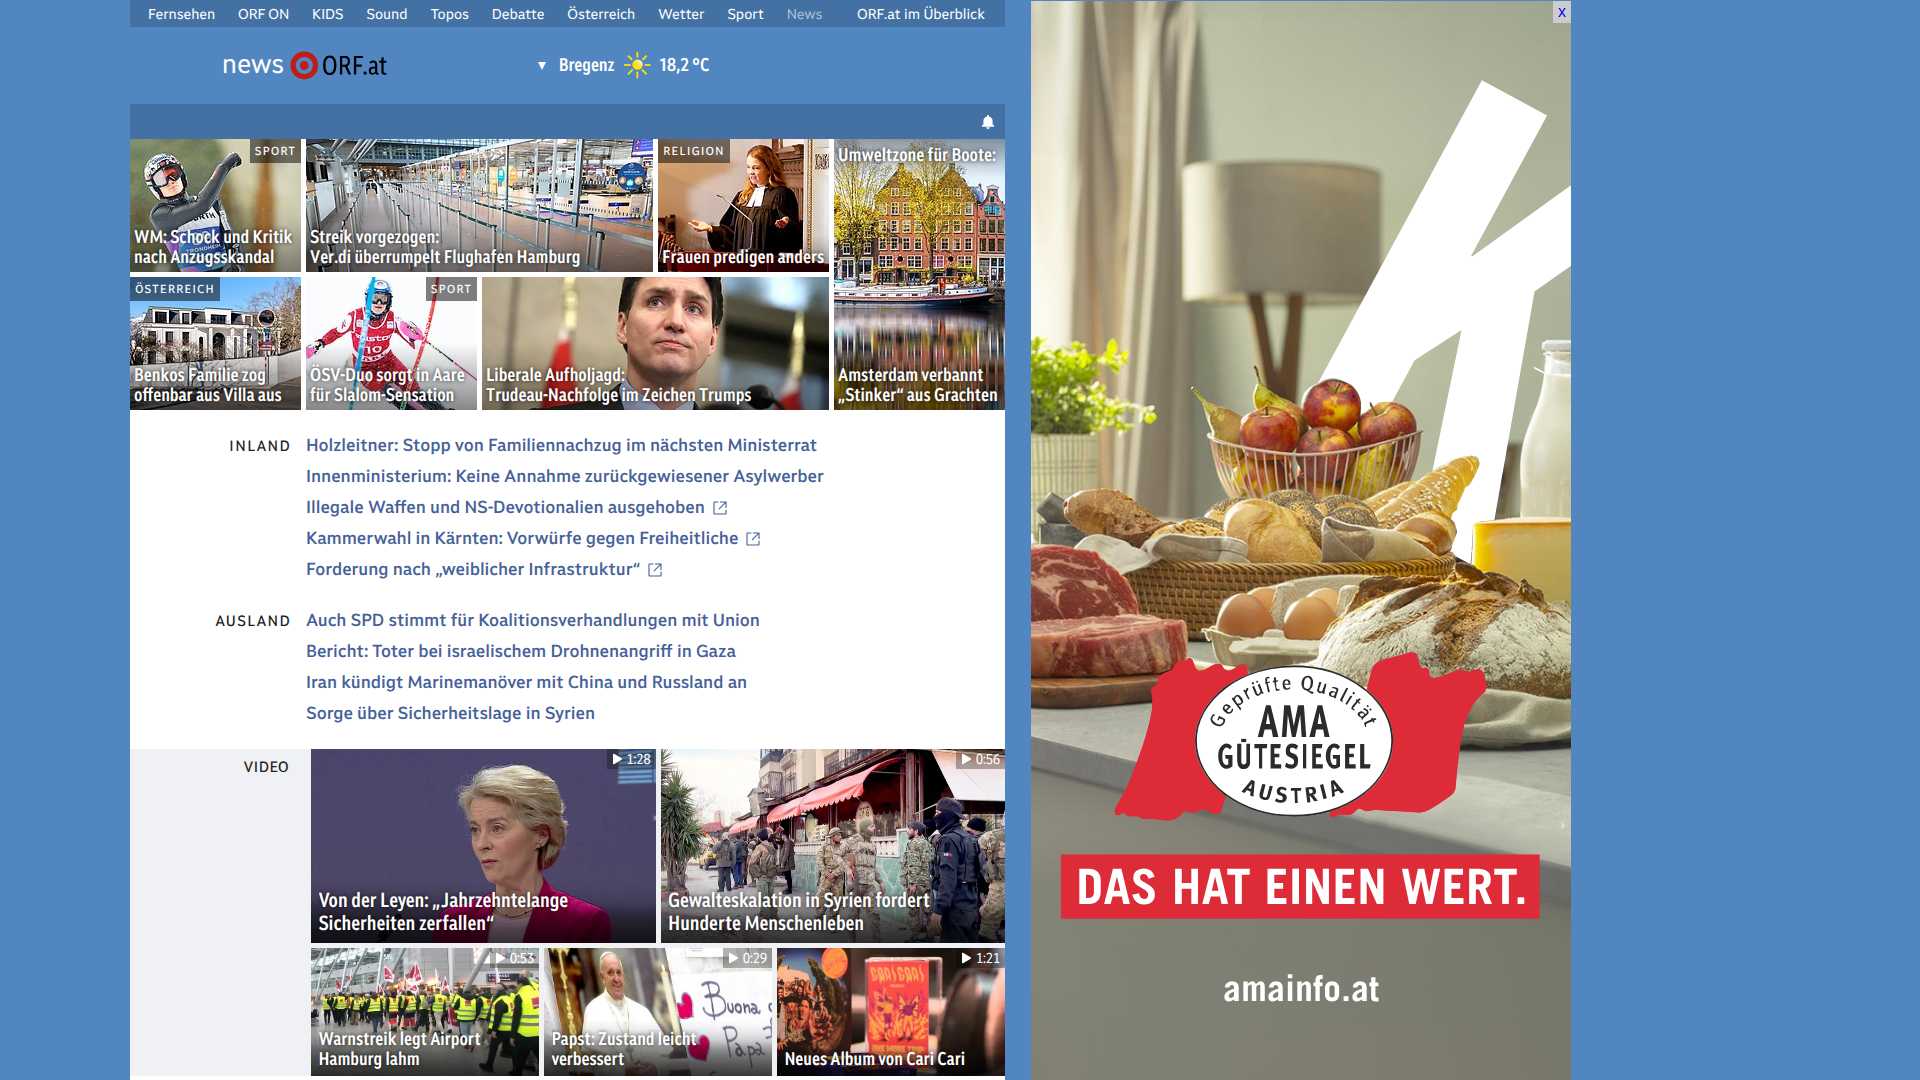 Fernsehen ORF ON KIDS Sound Topos Debatte Österreich Wetter Sport News ORF.at im Überblick
news ORF.at
Bregenz 18,2 °C
SPORT
WM: Schock und Kritik
nach Anzugsskandal
Streik vorgezogen:
Ver.di überrumpelt Flughafen Hamburg
RELIGION
Frauen predigen anders
Umweltzone für Boote:
Amsterdam verbannt
„Stinker“ aus Grachten
ÖSTERREICH
Benkos Familie zog
offenbar aus Villa aus
SPORT
ÖSV-Duo sorgt in Aare
für Slalom-Sensation
Liberale Aufholjagd:
Trudeau-Nachfolge im Zeichen Trumps
INLAND
Holzleitner: Stopp von Familiennachzug im nächsten Ministerrat
Innenministerium: Keine Annahme zurückgewiesener Asylwerber
Illegale Waffen und NS-Devotionalien ausgehoben
Kammerwahl in Kärnten: Vorwürfe gegen Freiheitliche
Forderung nach „weiblicher Infrastruktur“
AUSLAND
Auch SPD stimmt für Koalitionsverhandlungen mit Union
Bericht: Toter bei israelischem Drohnenangriff in Gaza
Iran kündigt Marinemanöver mit China und Russland an
Sorge über Sicherheitslage in Syrien
VIDEO
1:28
Von der Leyen: „Jahrzehntelange
Sicherheiten zerfallen“
0:56
Gewalteskalation in Syrien fordert
Hunderte Menschenleben
0:53
Warnstreik legt Airport
Hamburg lahm
0:29
Buona
Papa
Papst: Zustand leicht
verbessert
1:21
CARI CARI
Neues Album von Cari Cari
X
Geprüfte Qualität
AMA
GÜTESIEGEL
AUSTRIA
DAS HAT EINEN WERT.
amainfo.at